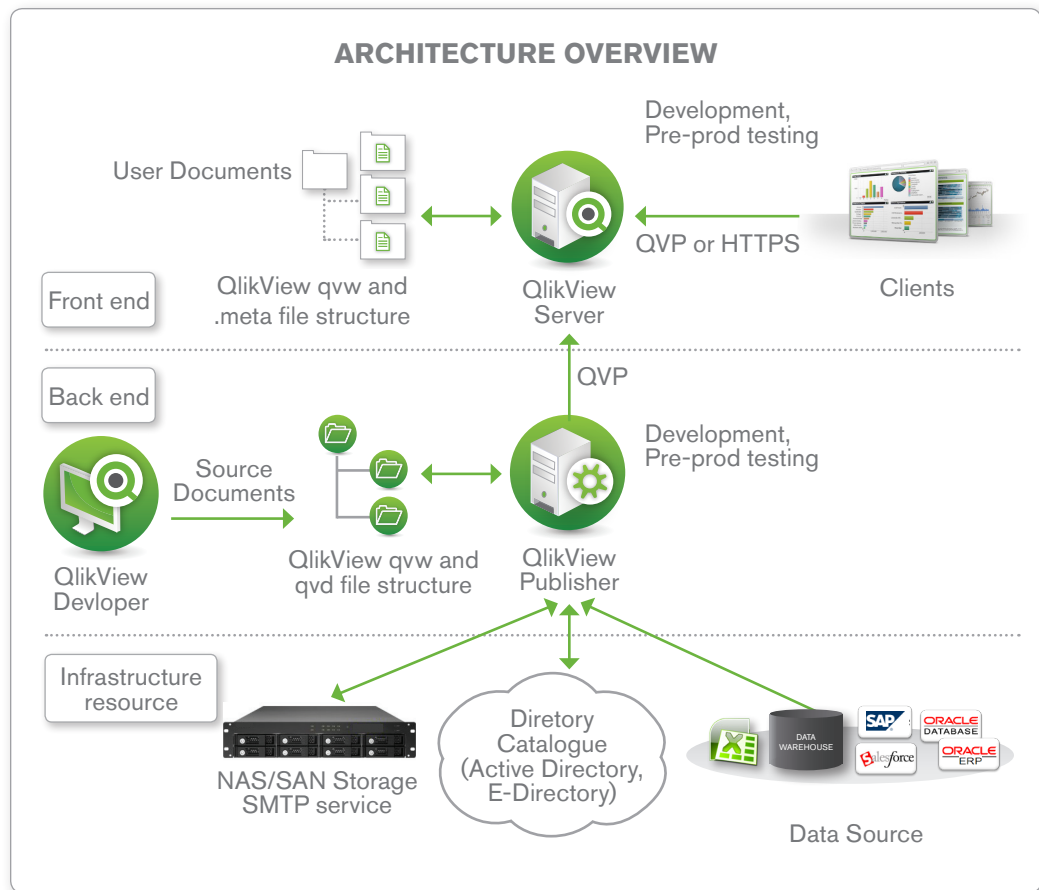 ARCHITECTURE OVERVIEW
Development,
Pre-prod testing
User Documents
QVP or HTTPS
QlikView qvw and
.meta file structure
QlikView
Server
Clients
Front end
QVP
Back end
Development,
Pre-prod testing
Source
Documents
QlikView qvw and
qvd file structure
QlikView
Publisher
QlikView
Devloper
Infrastructure
resource
NAS/SAN Storage
SMTP service
Diretory
Catalogue
(Active Directory,
E-Directory)
DATA
WAREHOUSE
SAP
ORACLE
DATABASE
salesforce
ORACLE
ERP
Data Source